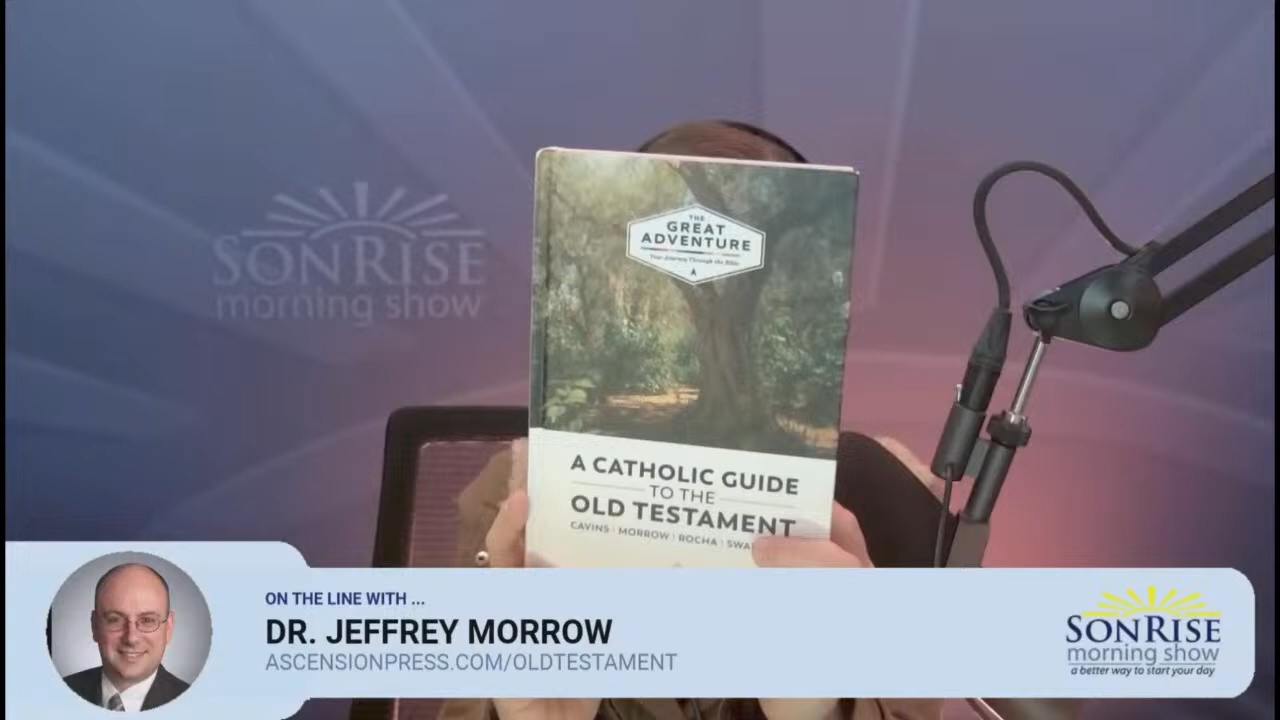 SONRISE
morning show
THE
GREAT
ADVENTURE
Your Journey Through the Bible
A CATHOLIC GUIDE
TO THE
OLD TESTAMENT
CAVINS | MORROW | ROCHA |
ON THE LINE WITH ...
DR. JEFFREY MORROW
ASCENSIONPRESS.COM/OLDTESTAMENT
SONRISE
morning show
a better way to start your day